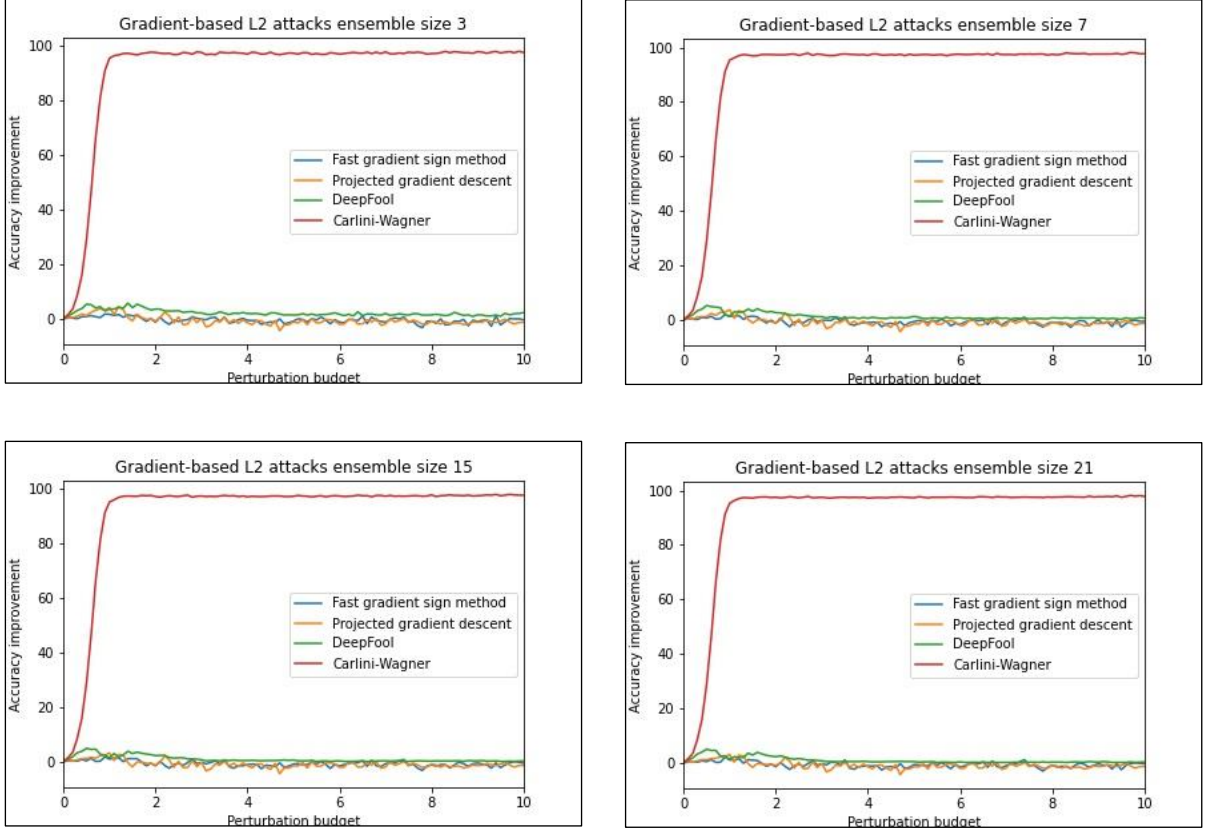 Gradient-based L2 attacks ensemble size 3
100
80
60
40
20
0
Accuracy improvement
Fast gradient sign method
Projected gradient descent
DeepFool
Carlini-Wagner
0 2 4 6 8 10
Perturbation budget
Gradient-based L2 attacks ensemble size 7
100
80
60
40
20
0
Accuracy improvement
Fast gradient sign method
Projected gradient descent
DeepFool
Carlini-Wagner
0 2 4 6 8 10
Perturbation budget
Gradient-based L2 attacks ensemble size 15
100
80
60
40
20
0
Accuracy improvement
Fast gradient sign method
Projected gradient descent
DeepFool
Carlini-Wagner
0 2 4 6 8 10
Perturbation budget
Gradient-based L2 attacks ensemble size 21
100
80
60
40
20
0
Accuracy improvement
Fast gradient sign method
Projected gradient descent
DeepFool
Carlini-Wagner
0 2 4 6 8 10
Perturbation budget